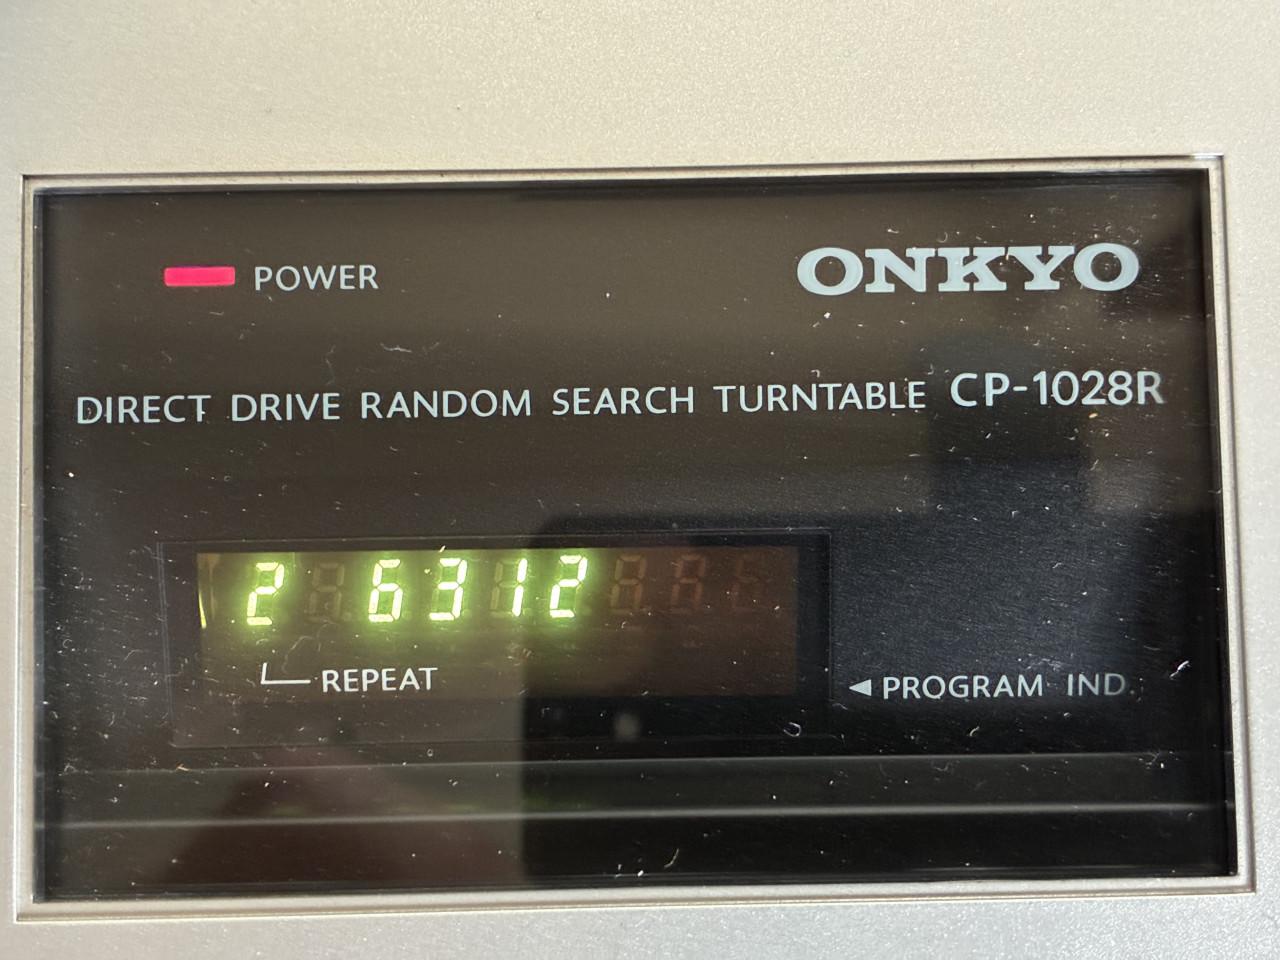 POWER
ONKYO
DIRECT DRIVE RANDOM SEARCH TURNTABLE CP-1028R
2 6312
REPEAT
◄ PROGRAM IND.